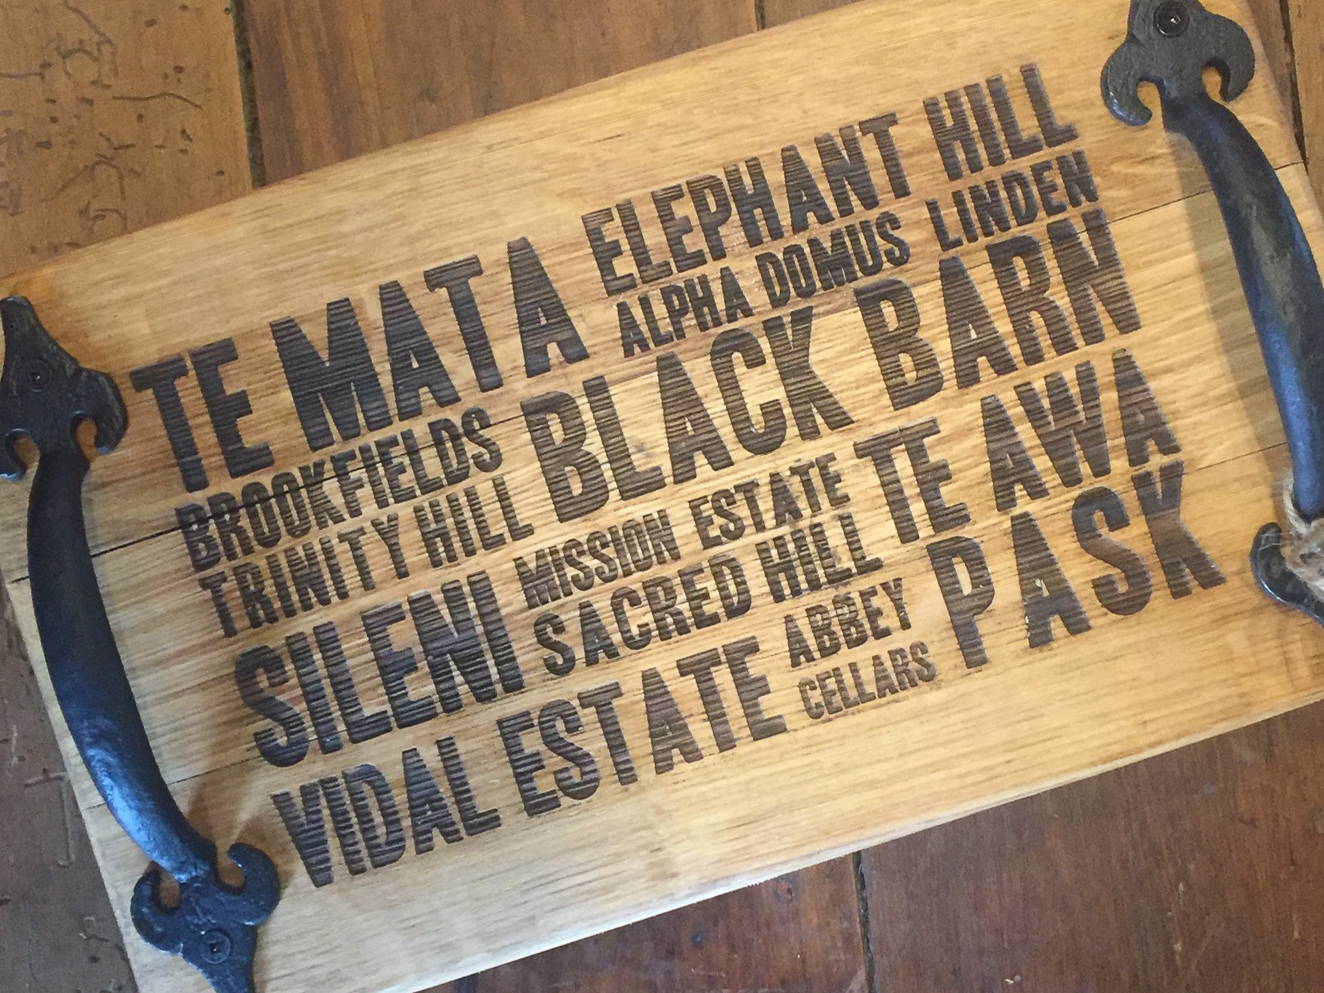 TE MATA
ELEPHANT HILL
ALPHA DOMUS LINDEN
BROOKFIELDS
TRINITY HILL
BLACK BARN
SILENI
MISSION ESTATE
SACRED HILL
TE AWA
VIDAL ESTATE
ABBEY
CELLARS
PASK